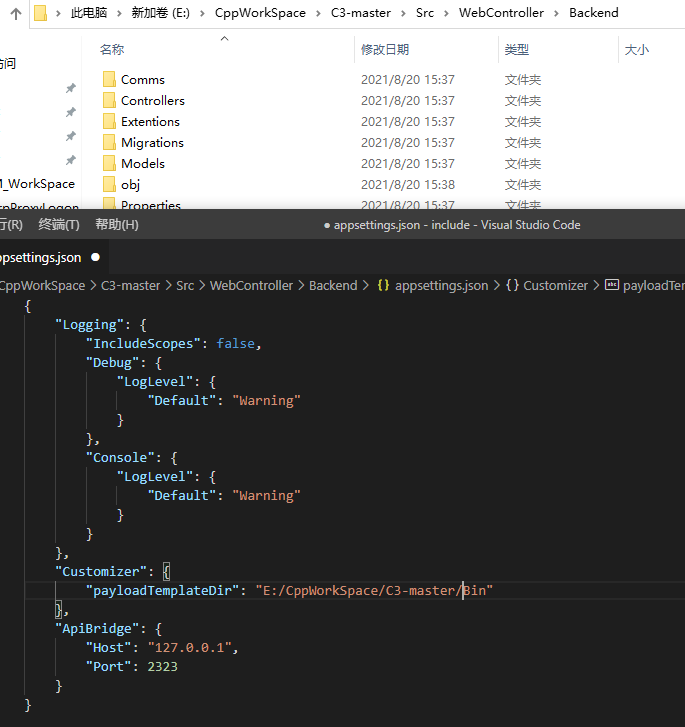 此电脑 > 新加卷 (E:) > CppWorkSpace > C3-master > Src > WebController > Backend
名称 修改日期 类型 大小
访问
Comms 2021/8/20 15:37 文件夹
Controllers 2021/8/20 15:37 文件夹
Extentions 2021/8/20 15:37 文件夹
Migrations 2021/8/20 15:37 文件夹
Models 2021/8/20 15:37 文件夹
M_WorkSpace obj 2021/8/20 15:38 文件夹
rpProxyLogon Properties 2021/8/20 15:37 文件夹
行(R) 终端(T) 帮助(H) ● appsettings.json - include - Visual Studio Code
ppsettings.json ●
CppWorkSpace > C3-master > Src > WebController > Backend > {} appsettings.json > {} Customizer > abc payloadTer
{
"Logging": {
"IncludeScopes": false,
"Debug": {
"LogLevel": {
"Default": "Warning"
}
},
"Console": {
"LogLevel": {
"Default": "Warning"
}
}
},
"Customizer": {
"payloadTemplateDir": "E:/CppWorkSpace/C3-master/Bin"
},
"ApiBridge": {
"Host": "127.0.0.1",
"Port": 2323
}
}